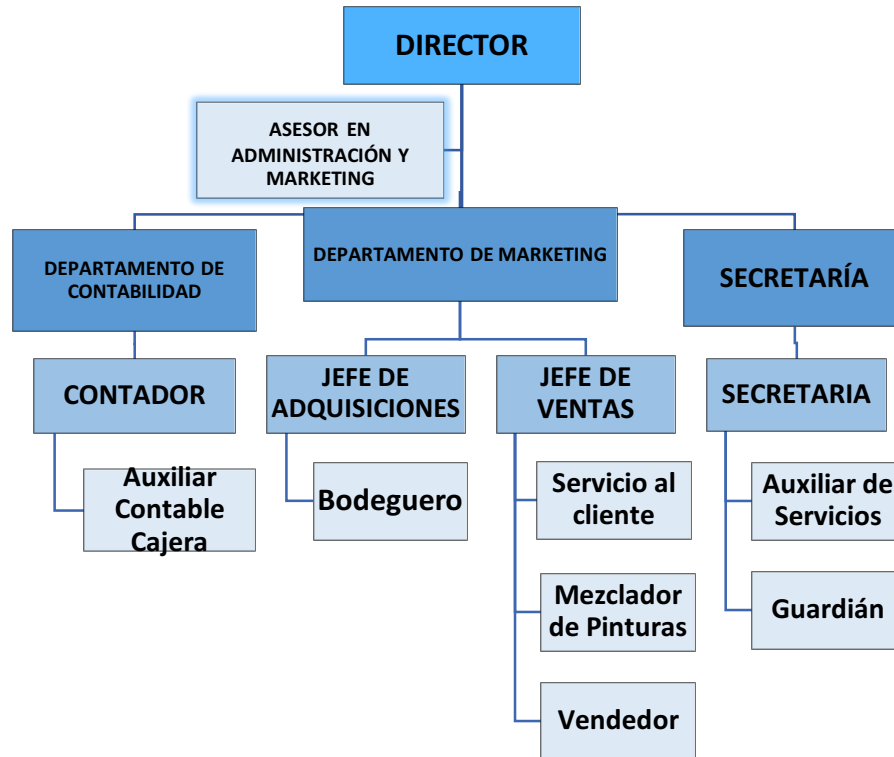 DIRECTOR
ASESOR EN
ADMINISTRACIÓN Y
MARKETING
DEPARTAMENTO DE
CONTABILIDAD
DEPARTAMENTO DE MARKETING
SECRETARÍA
CONTADOR
JEFE DE
ADQUISICIONES
JEFE DE
VENTAS
SECRETARIA
Auxiliar
Contable
Cajera
Bodeguero
Servicio al
cliente
Auxiliar de
Servicios
Mezclador
de Pinturas
Guardián
Vendedor